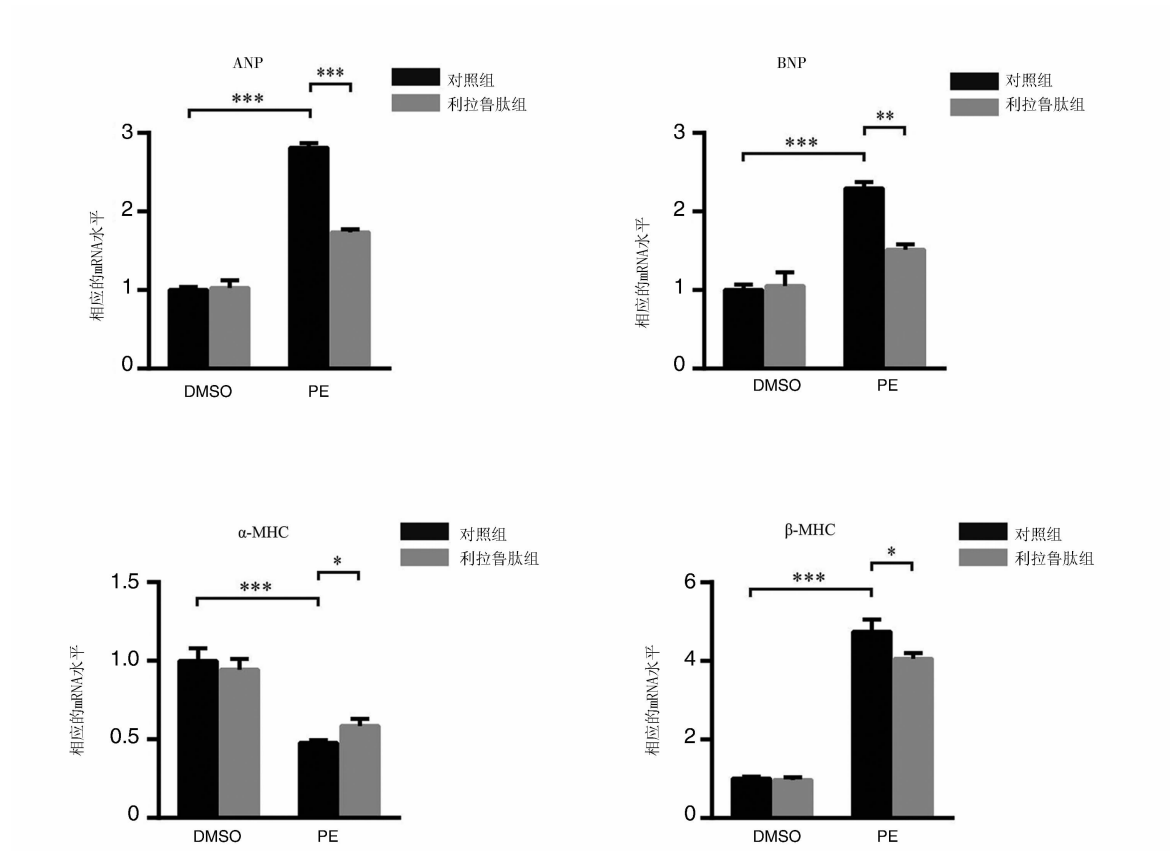 ANP
***
***
对照组
利拉鲁肽组
相应的mRNA水平
3
2
1
0
DMSO
PE
BNP
**
***
对照组
利拉鲁肽组
相应的mRNA水平
3
2
1
0
DMSO
PE
α-MHC
*
***
对照组
利拉鲁肽组
相应的mRNA水平
1.5
1.0
0.5
0
DMSO
PE
β-MHC
*
***
对照组
利拉鲁肽组
相应的mRNA水平
6
4
2
0
DMSO
PE